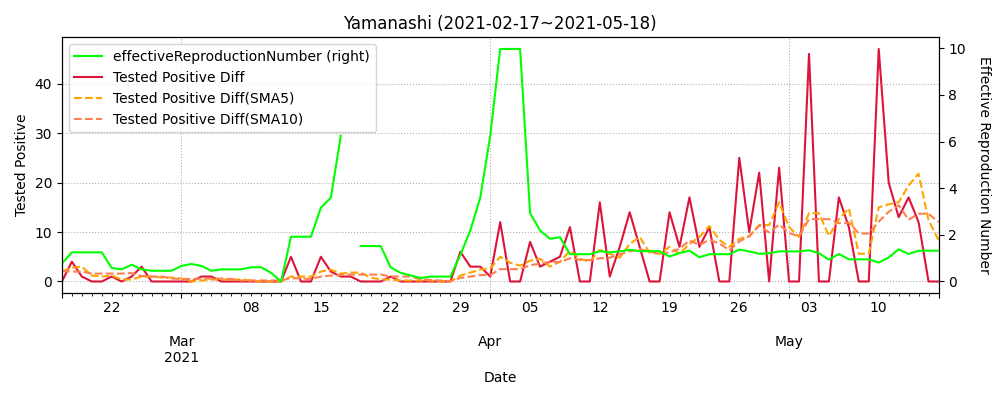 Yamanashi (2021-02-17~2021-05-18)
effectiveReproductionNumber (right)
Tested Positive Diff
Tested Positive Diff(SMA5)
Tested Positive Diff(SMA10)
Tested Positive
40
30
20
10
0
Effective Reproduction Number
10
8
6
4
2
0
22 08 15 22 29 05 12 19 26 03 10
Mar Apr May
2021
Date